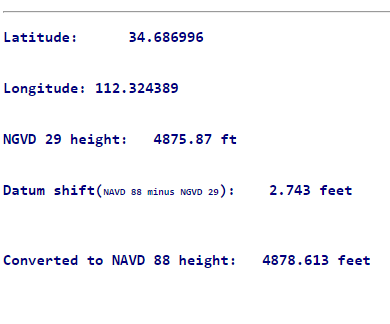 Latitude: 34.686996
Longitude: 112.324389
NGVD 29 height: 4875.87 ft
Datum shift(NAVD 88 minus NGVD 29): 2.743 feet
Converted to NAVD 88 height: 4878.613 feet